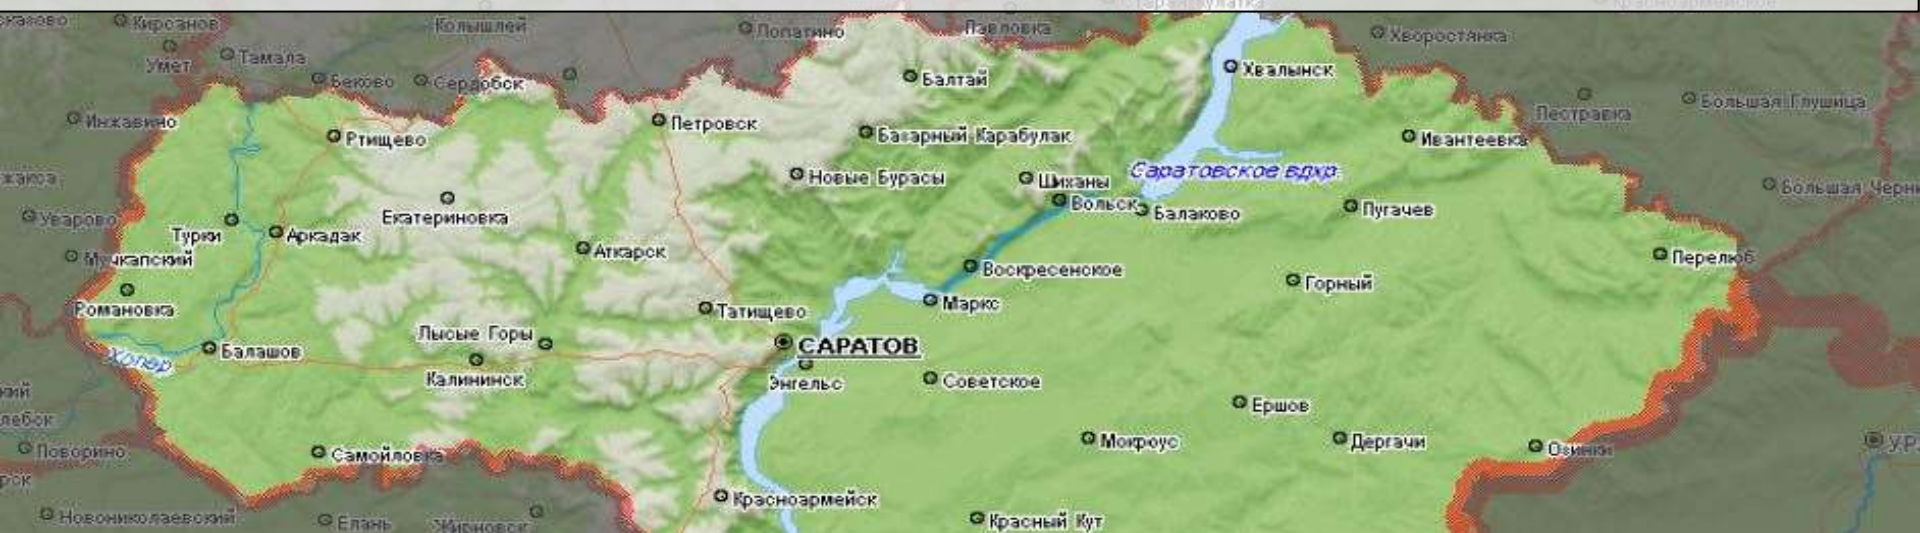 Кирсанов
Колышлей
Лопатино
Павловка
Хворостянка
Умет
Тамала
Беково
Сердобск
Балтай
Хвалынск
Пестравка
Большая Глушица
Инжавино
Ртищево
Петровск
Базарный Карабулак
Ивантеевка
Новые Бурасы
Шиханы
Саратовское вдхр.
Уварово
Екатериновка
Вольск
Балаково
Пугачев
Турки
Аркадак
Аткарск
Мучкапский
Воскресенское
Перелюб
Романовка
Татищево
Маркс
Горный
Лысые Горы
САРАТОВ
Хопер
Балашов
Калининск
Энгельс
Советское
Ершов
Поворино
Самойловка
Мокроус
Дергачи
Озинки
Красноармейск
Новониколаевский
Елань
Жирновск
Красный Кут